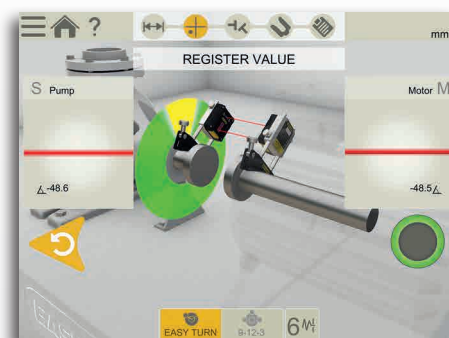 ?
mm
REGISTER VALUE
S Pump
Motor M
-48.6
-48.5
EASY TURN
9-12-3
6